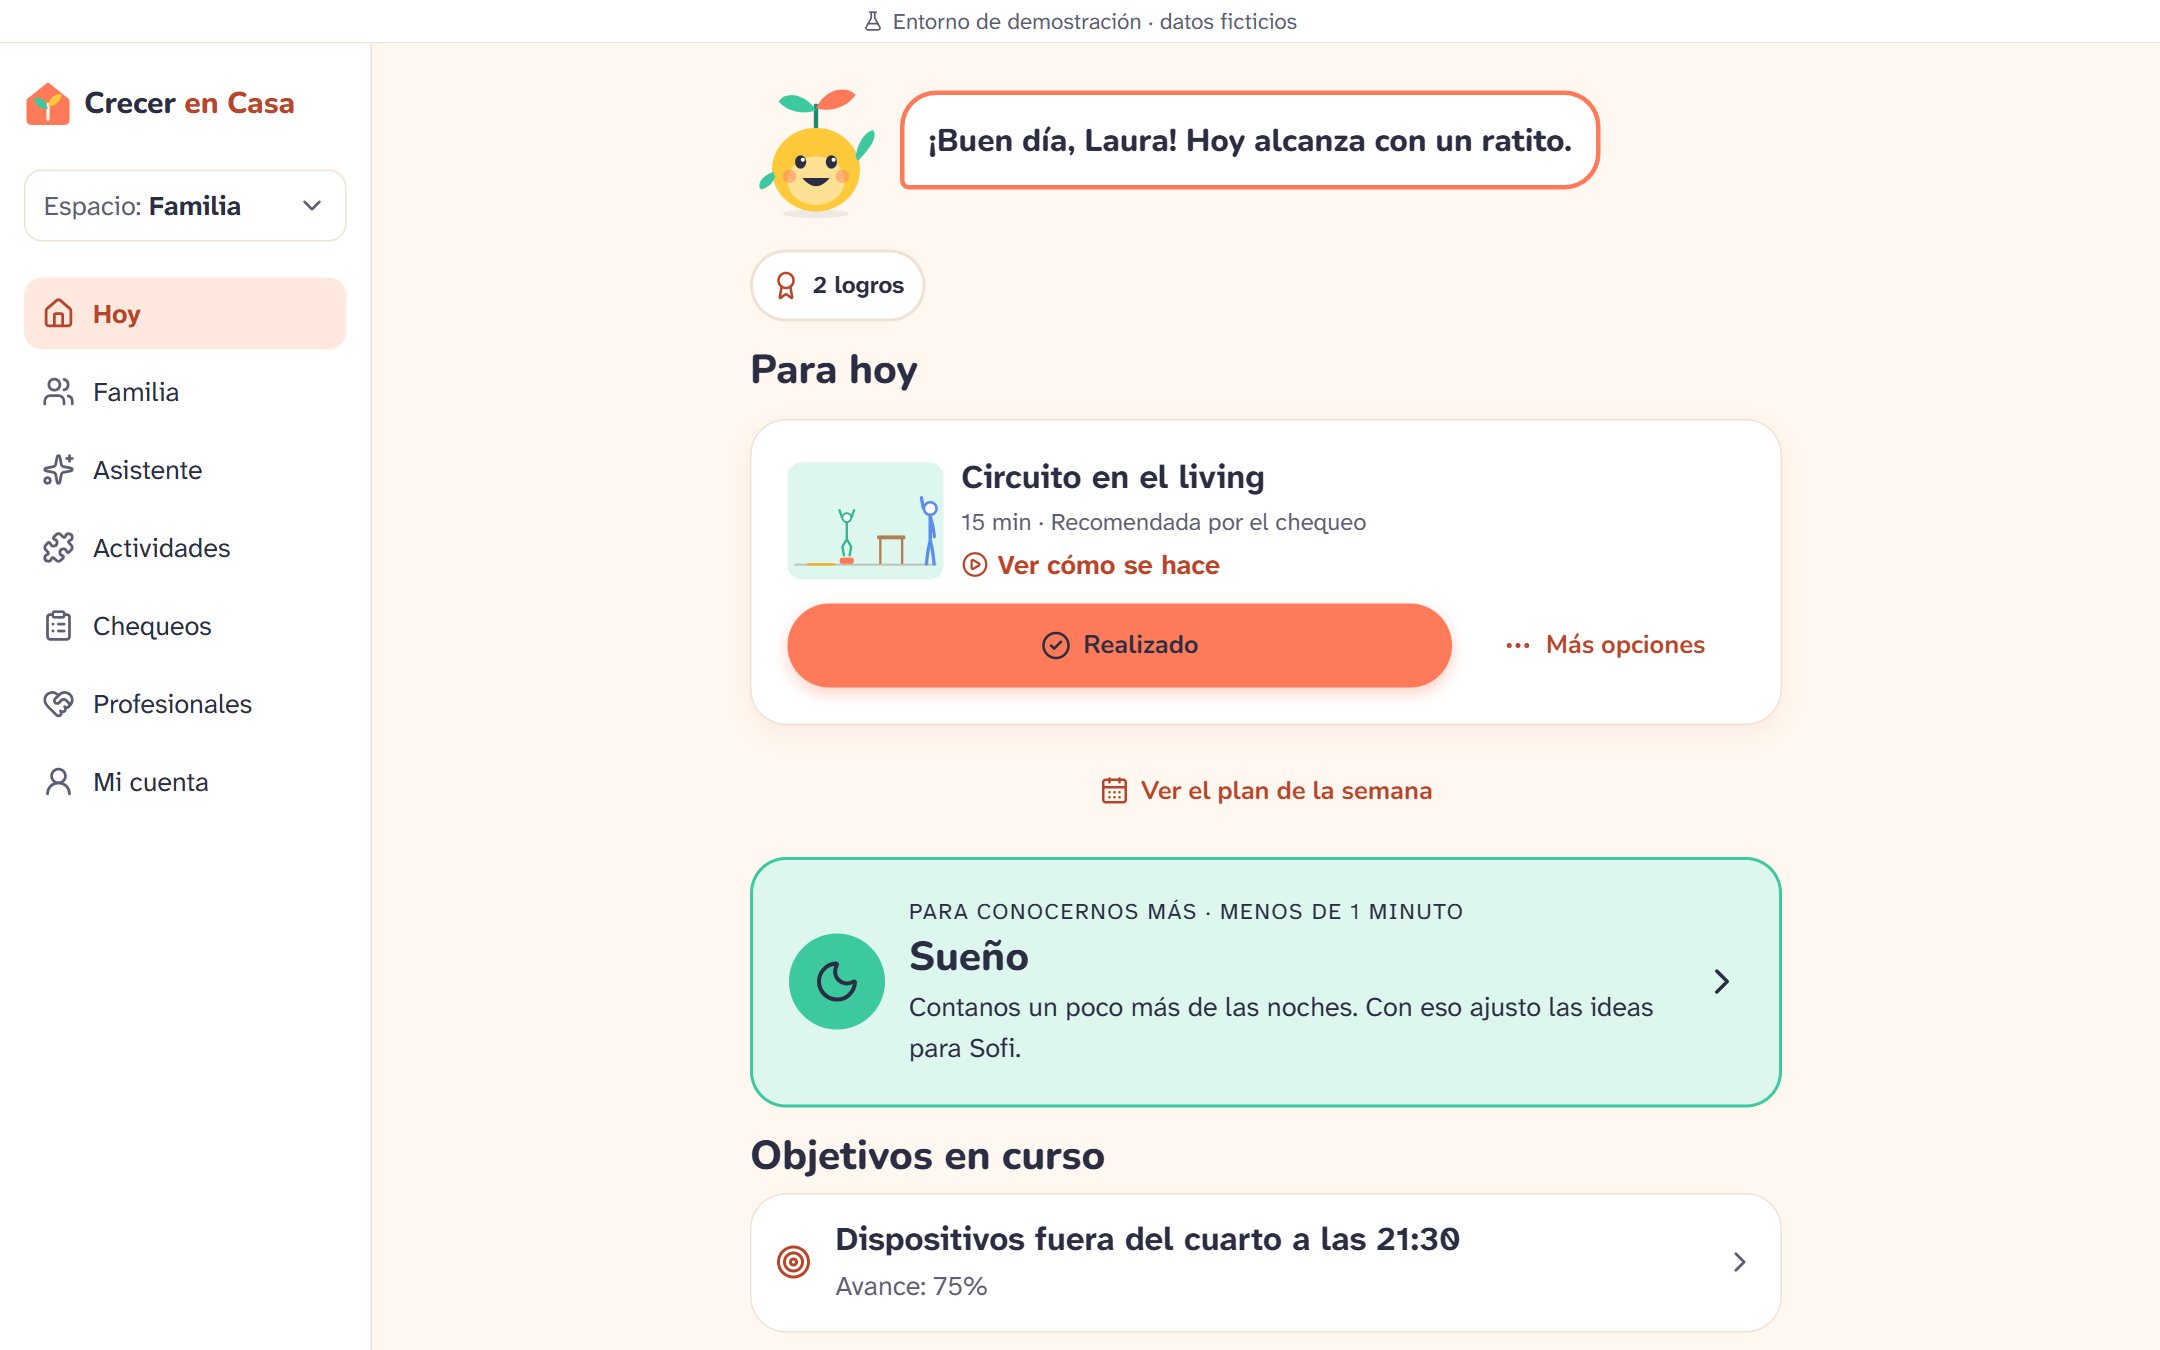 Entorno de demostración · datos ficticios
Crecer en Casa
Espacio: Familia
Hoy
Familia
Asistente
Actividades
Chequeos
Profesionales
Mi cuenta
¡Buen día, Laura! Hoy alcanza con un ratito.
2 logros
Para hoy
Circuito en el living
15 min · Recomendada por el chequeo
Ver cómo se hace
Realizado
Más opciones
Ver el plan de la semana
PARA CONOCERNOS MÁS · MENOS DE 1 MINUTO
Sueño
Contanos un poco más de las noches. Con eso ajusto las ideas
para Sofi.
Objetivos en curso
Dispositivos fuera del cuarto a las 21:30
Avance: 75%